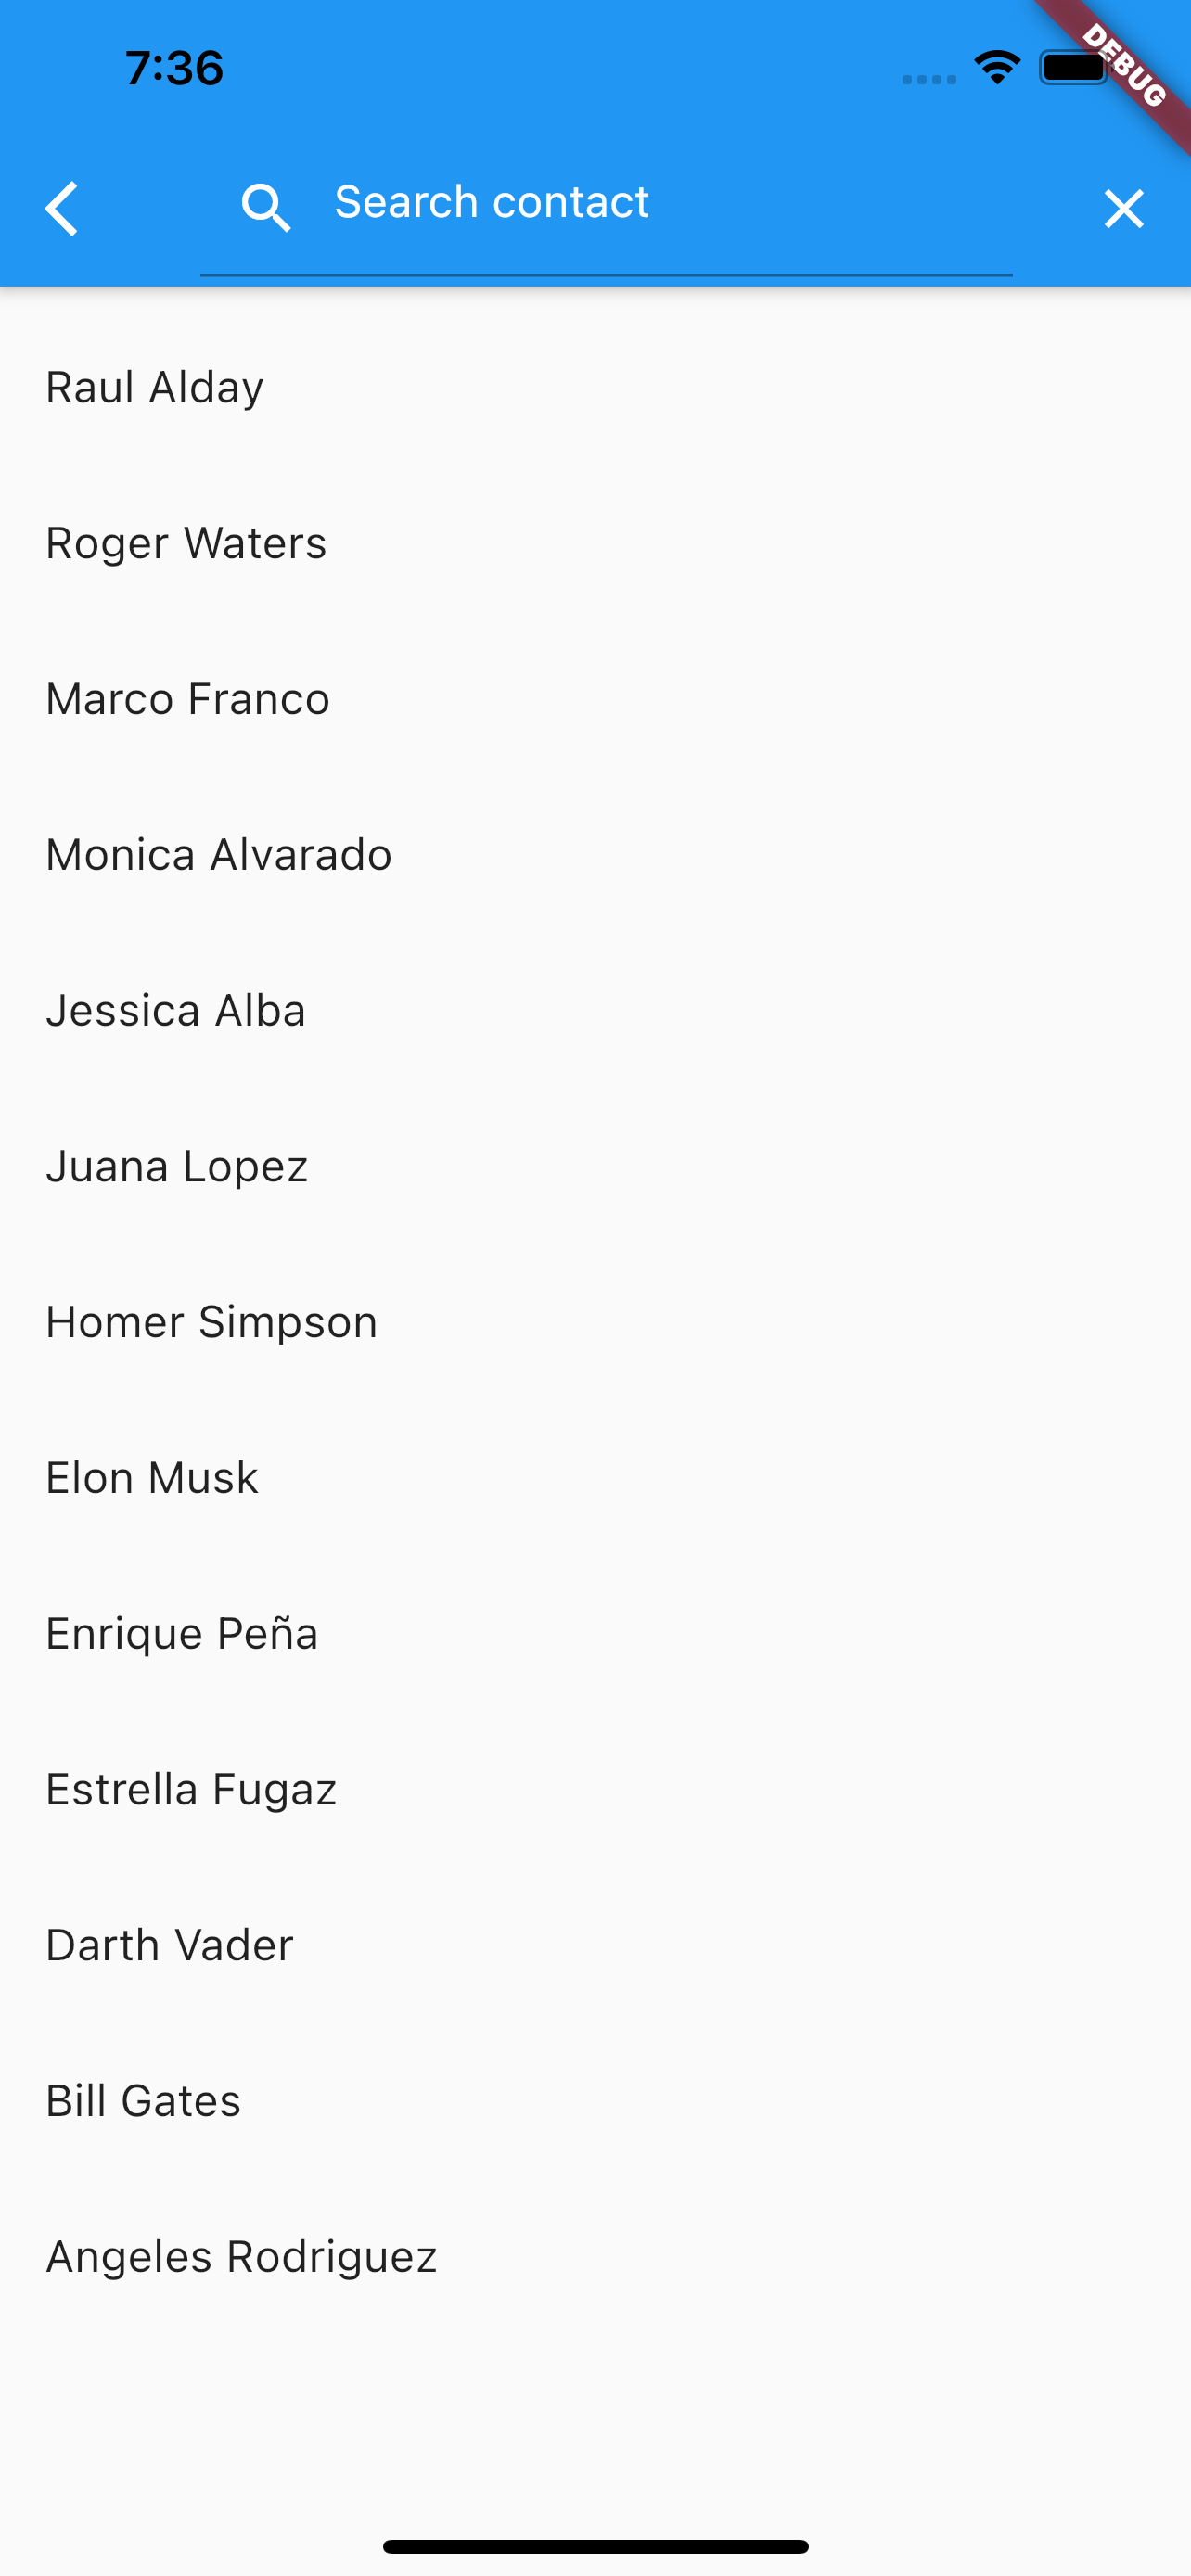 7:36
DEBUG
Search contact
Raul Alday
Roger Waters
Marco Franco
Monica Alvarado
Jessica Alba
Juana Lopez
Homer Simpson
Elon Musk
Enrique Peña
Estrella Fugaz
Darth Vader
Bill Gates
Angeles Rodriguez